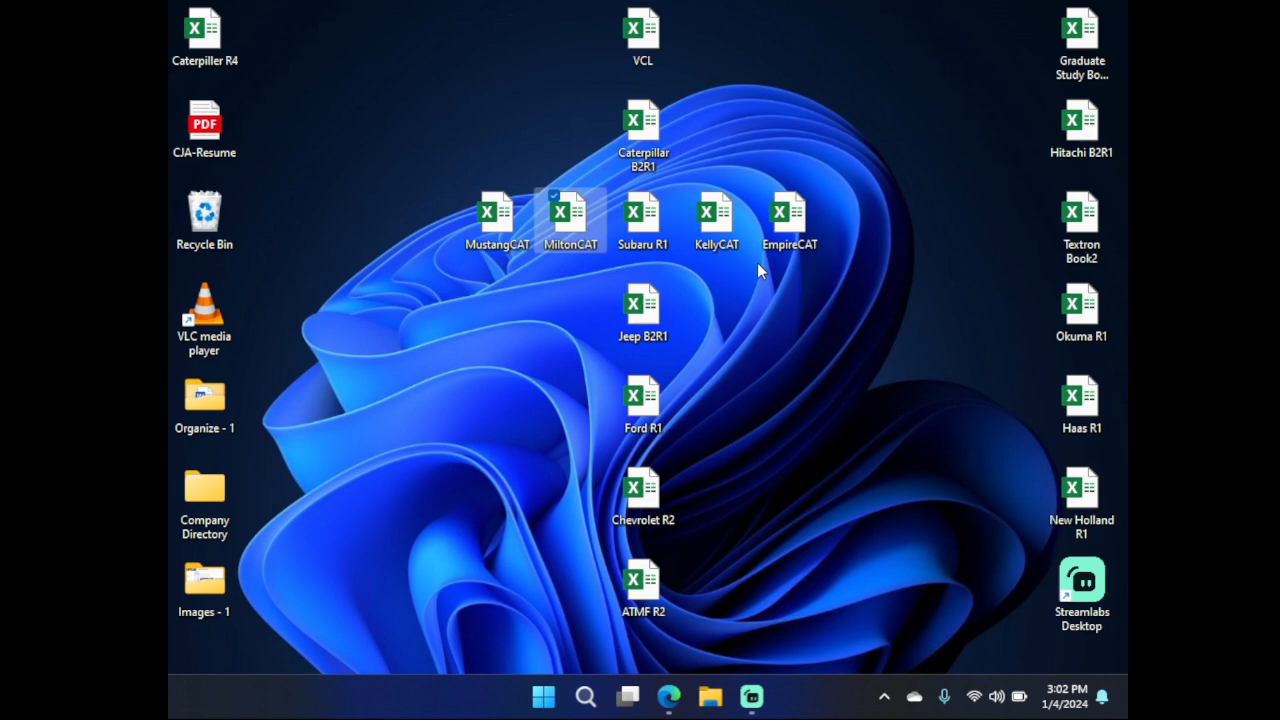 Caterpiller R4
PDF
CJA-Resume
Recycle Bin
VLC media
player
Organize - 1
Company
Directory
Images - 1
VCL
Caterpillar
B2R1
MustangCAT
MiltonCAT
Subaru R1
KellyCAT
EmpireCAT
Jeep B2R1
Ford R1
Chevrolet R2
ATMF R2
Graduate
Study Bo...
Hitachi B2R1
Textron
Book2
Okuma R1
Haas R1
New Holland
R1
Streamlabs
Desktop
3:02 PM
1/4/2024